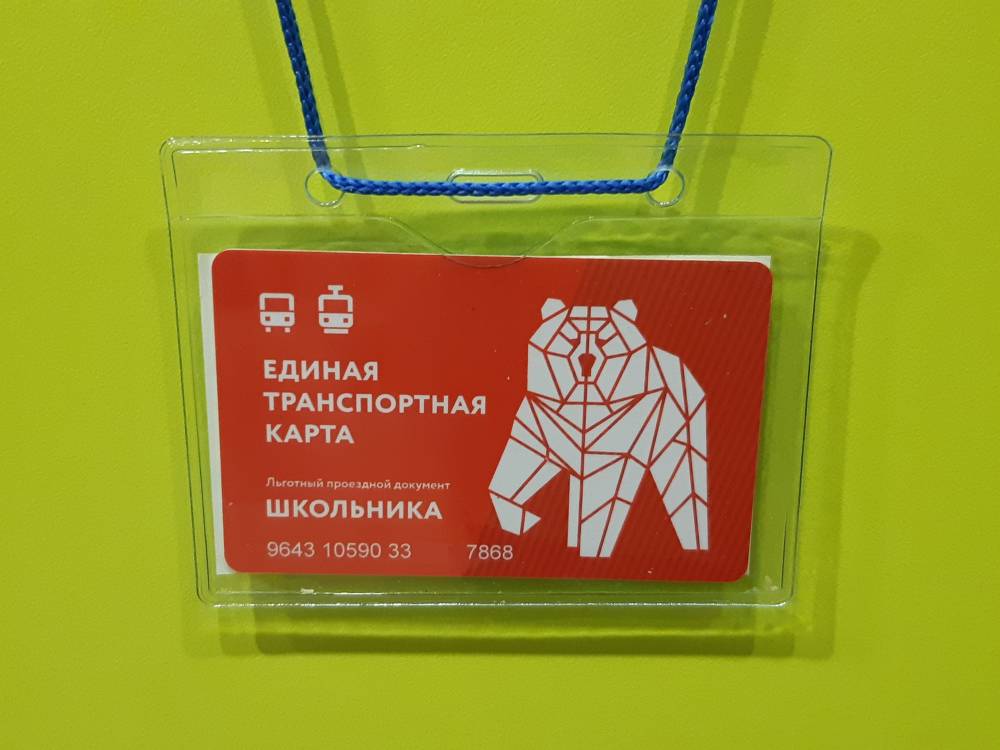 ЕДИНАЯ
ТРАНСПОРТНАЯ
КАРТА
Льготный проездной документ
ШКОЛЬНИКА
9643 10590 33 7868